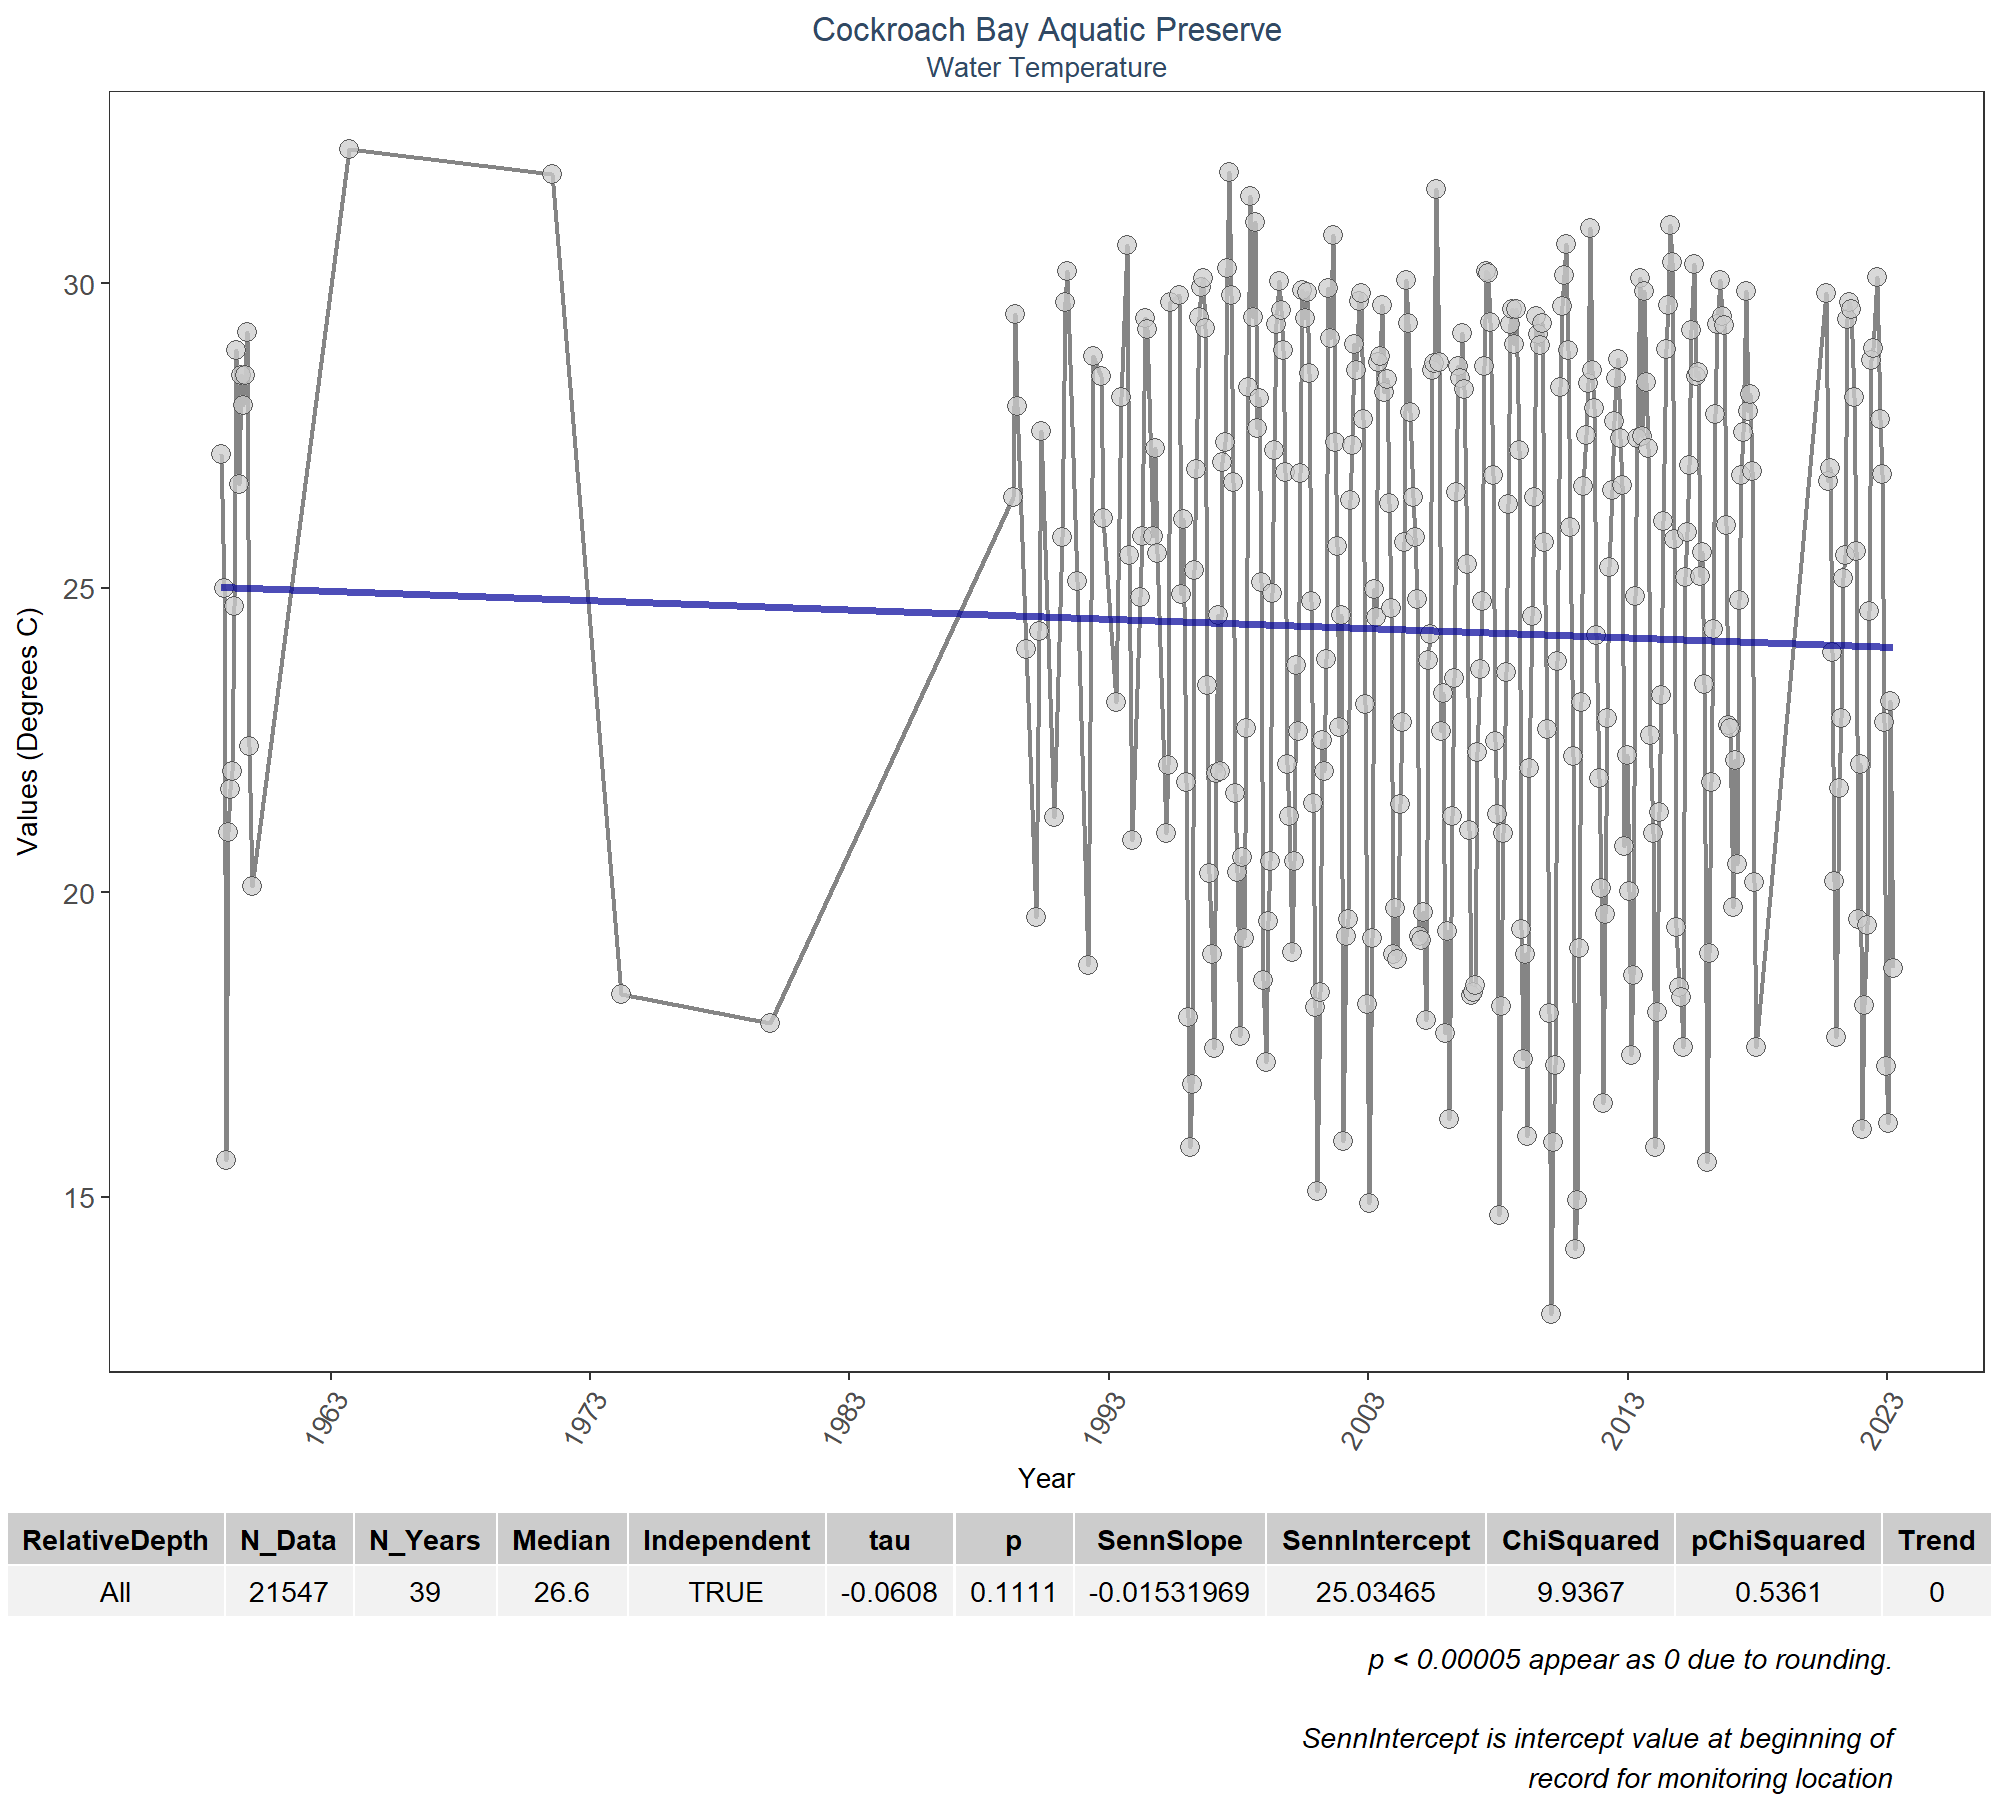 Cockroach Bay Aquatic Preserve
Water Temperature
Values (Degrees C)
30
25
20
15
1963
1973
1983
1993
2003
2013
2023
Year
RelativeDepth N_Data N_Years Median Independent tau p SennSlope SennIntercept ChiSquared pChiSquared Trend
All 21547 39 26.6 TRUE -0.0608 0.1111 -0.01531969 25.03465 9.9367 0.5361 0
p < 0.00005 appear as 0 due to rounding.
SennIntercept is intercept value at beginning of
record for monitoring location